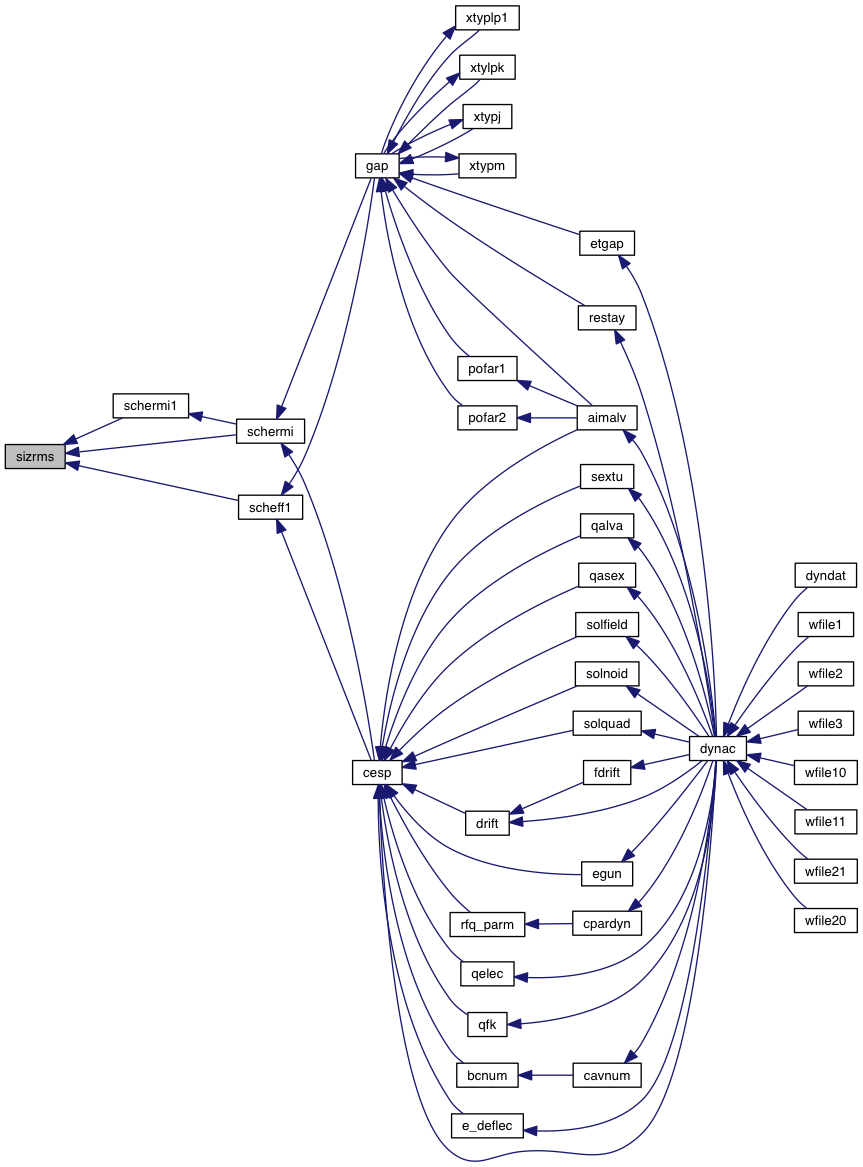 xtyplp1
xtylpk
xtypj
gap
xtypm
etgap
restay
pofar1
schermi1
pofar2
aimalv
schermi
sizrms
sextu
scheff1
qalva
qasex
dyndat
solfield
wfile1
solnoid
wfile2
solquad
wfile3
dynac
cesp
fdrift
wfile10
drift
wfile11
egun
wfile21
rfq_parm
cpardyn
wfile20
qelec
qfk
bcnum
cavnum
e_deflec